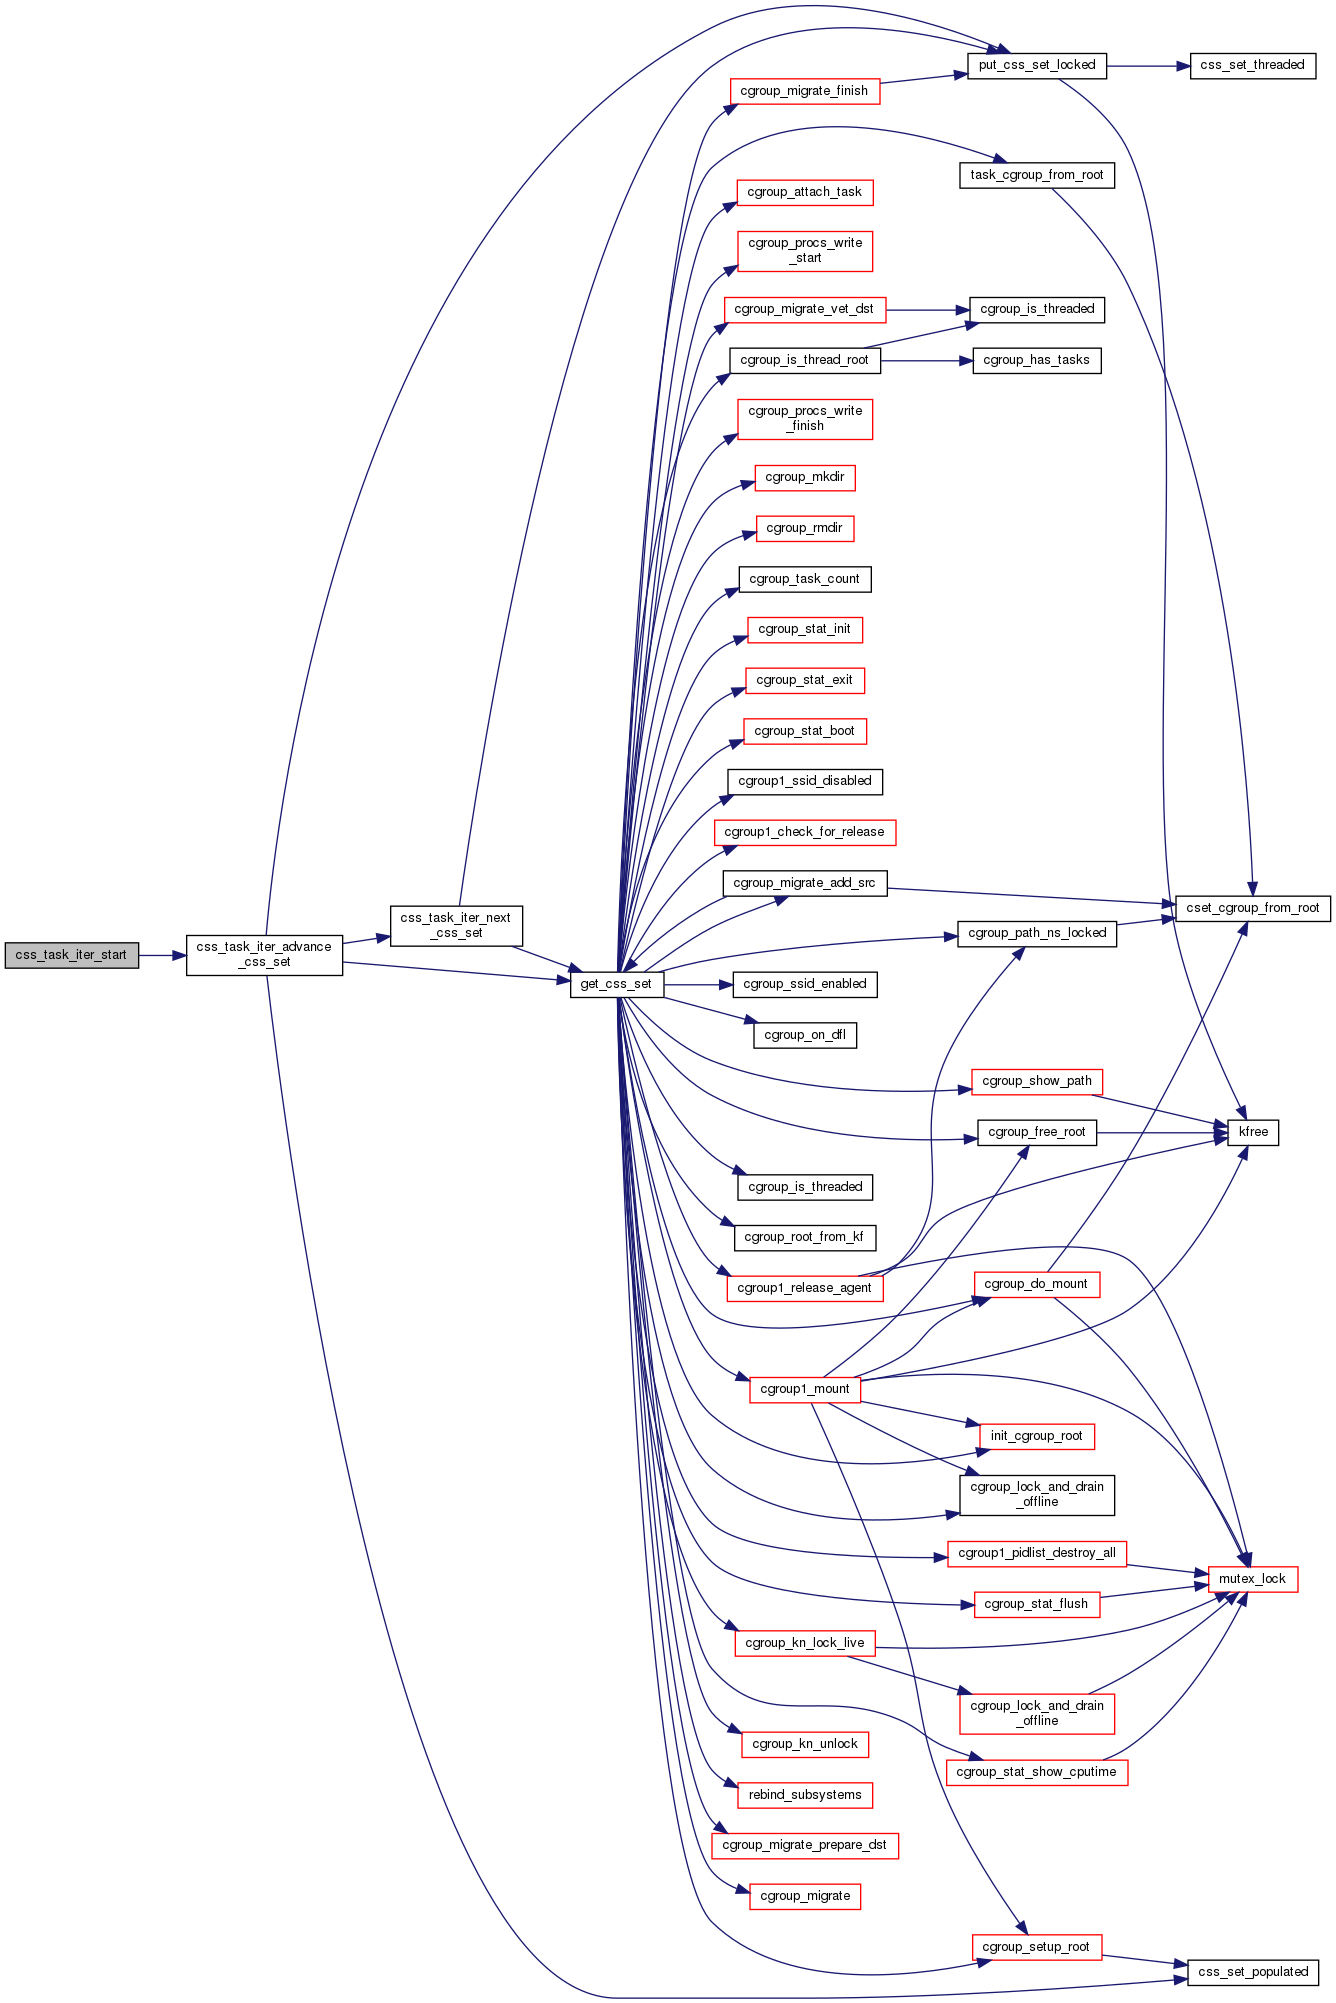 put_css_set_locked
css_set_threaded
cgroup_migrate_finish
task_cgroup_from_root
cgroup_attach_task
cgroup_procs_write
_start
cgroup_migrate_vet_dst
cgroup_is_threaded
cgroup_is_thread_root
cgroup_has_tasks
cgroup_procs_write
_finish
cgroup_mkdir
cgroup_rmdir
cgroup_task_count
cgroup_stat_init
cgroup_stat_exit
cgroup_stat_boot
cgroup1_ssid_disabled
cgroup1_check_for_release
cgroup_migrate_add_src
cset_cgroup_from_root
css_task_iter_next
_css_set
cgroup_path_ns_locked
css_task_iter_start
css_task_iter_advance
_css_set
get_css_set
cgroup_ssid_enabled
cgroup_on_dfl
cgroup_show_path
cgroup_free_root
kfree
cgroup_is_threaded
cgroup_root_from_kf
cgroup1_release_agent
cgroup_do_mount
cgroup1_mount
init_cgroup_root
cgroup_lock_and_drain
_offline
cgroup1_pidlist_destroy_all
mutex_lock
cgroup_stat_flush
cgroup_kn_lock_live
cgroup_lock_and_drain
_offline
cgroup_kn_unlock
cgroup_stat_show_cputime
rebind_subsystems
cgroup_migrate_prepare_dst
cgroup_migrate
cgroup_setup_root
css_set_populated